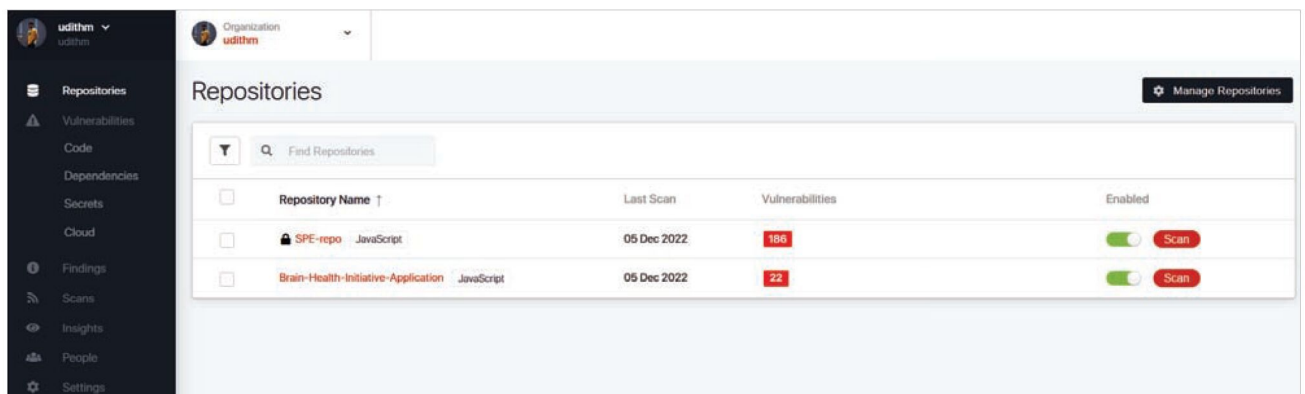 udithm
udithm
Organization
udithm
Repositories
Vulnerabilities
Code
Dependencies
Secrets
Cloud
Findings
Scans
Insights
People
Settings
Repositories
Manage Repositories
Find Repositories
Repository Name ↑ Last Scan Vulnerabilities Enabled
SPE-repo JavaScript 05 Dec 2022 186 Scan
Brain-Health-Initiative-Application JavaScript 05 Dec 2022 22 Scan